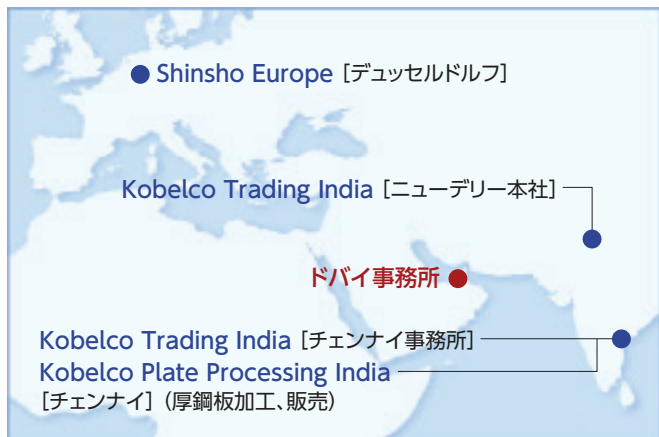 Shinsho Europe [デュッセルドルフ]
Kobelco Trading India [ニューデリー本社]
ドバイ事務所
Kobelco Trading India [チェンナイ事務所]
Kobelco Plate Processing India
[チェンナイ]（厚鋼板加工、販売）